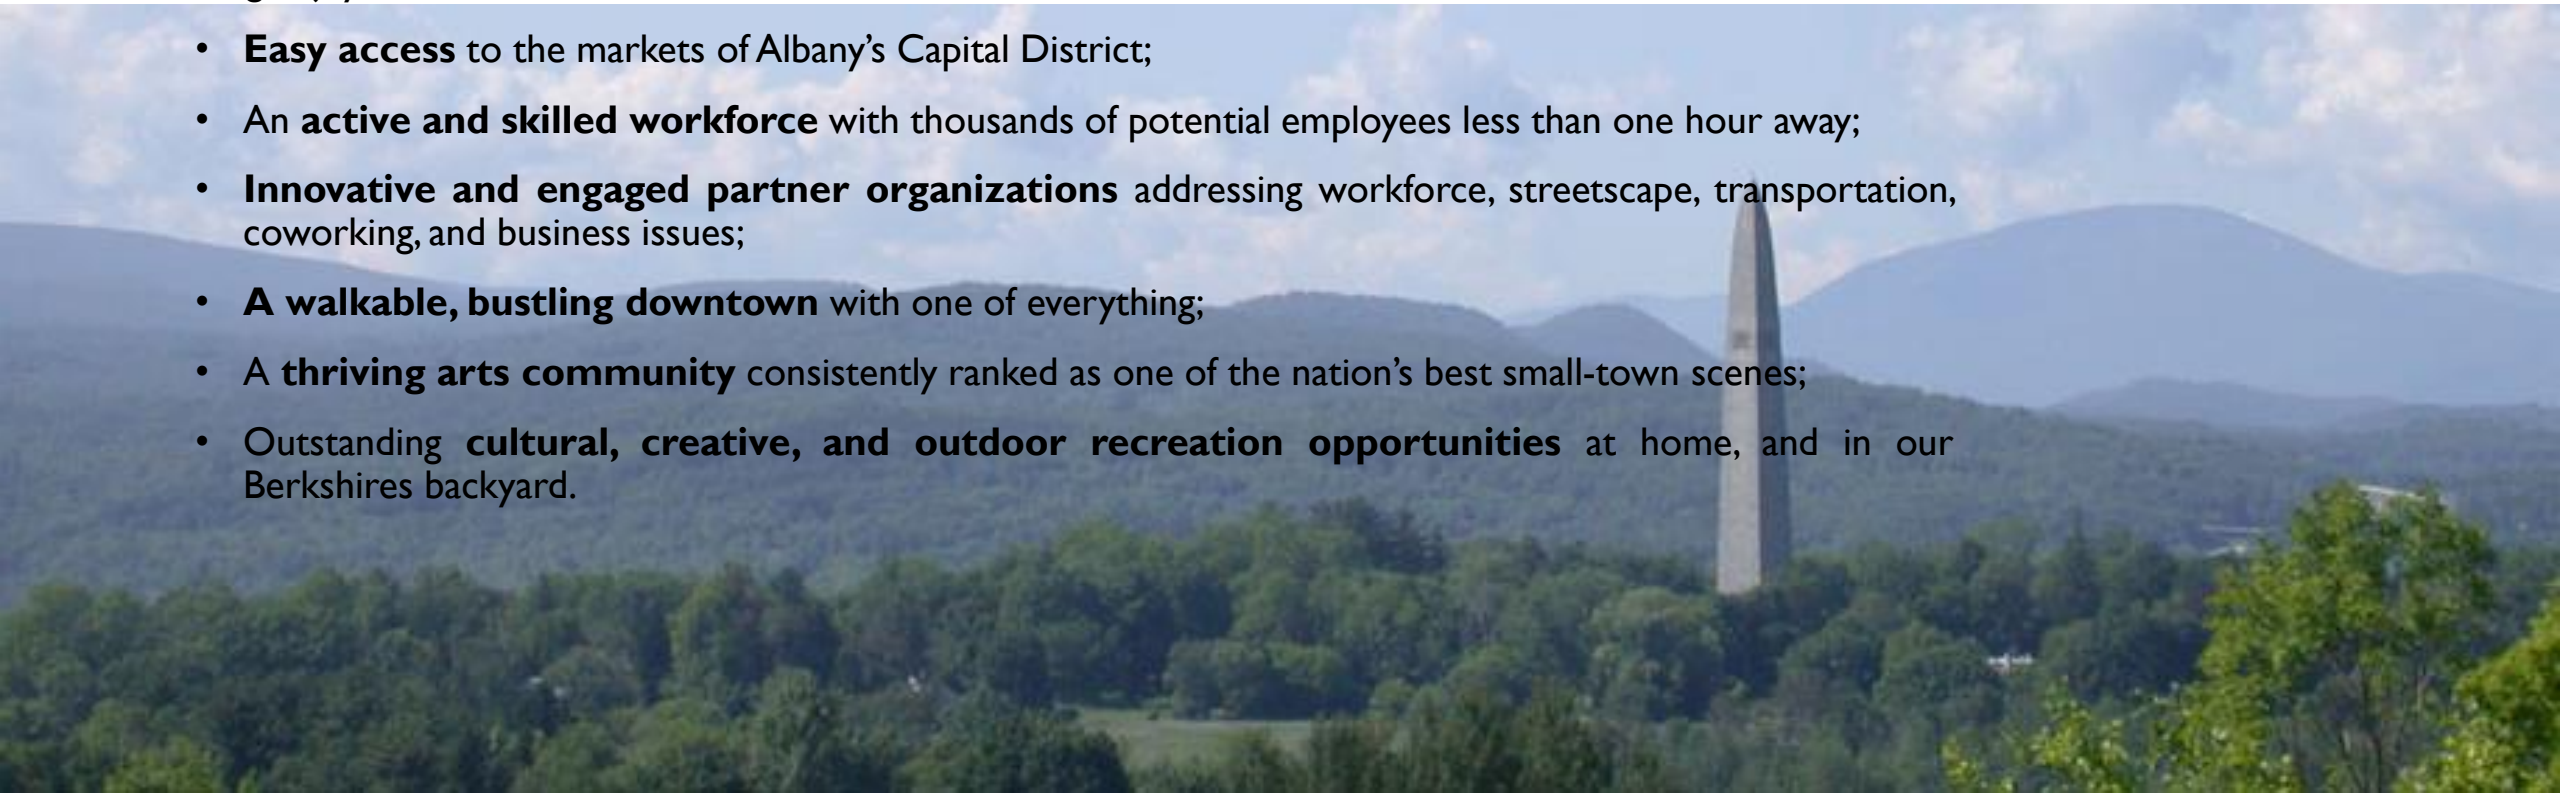 • Easy access to the markets of Albany’s Capital District;
• An active and skilled workforce with thousands of potential employees less than one hour away;
• Innovative and engaged partner organizations addressing workforce, streetscape, transportation,
coworking, and business issues;
• A walkable, bustling downtown with one of everything;
• A thriving arts community consistently ranked as one of the nation’s best small-town scenes;
• Outstanding cultural, creative, and outdoor recreation opportunities at home, and in our
Berkshires backyard.